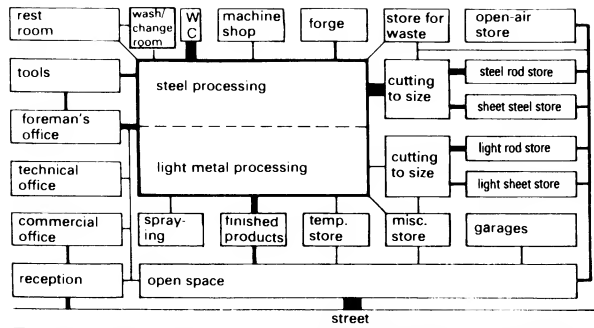 rest
room
wash/
change
room
W
C
machine
shop
forge
store for
waste
open-air
store
tools
steel processing
cutting
to size
steel rod store
sheet steel store
foreman's
office
light metal processing
cutting
to size
light rod store
light sheet store
technical
office
commercial
office
spray-
ing
finished
products
temp.
store
misc.
store
garages
reception
open space
street